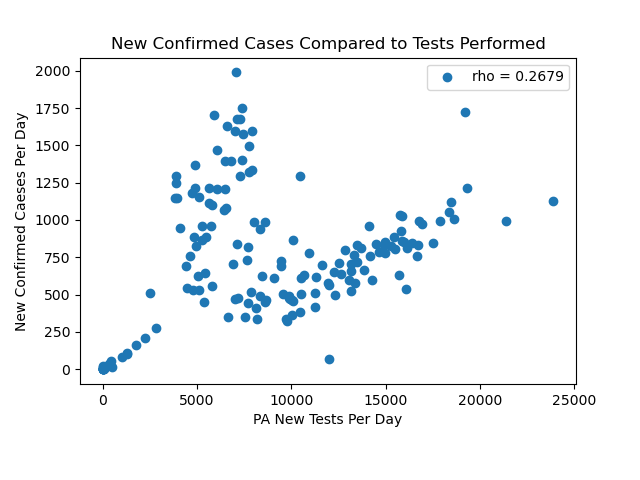 New Confirmed Cases Compared to Tests Performed
rho = 0.2679
2000
1750
1500
1250
1000
750
500
250
0
New Confirmed Caeses Per Day
0 5000 10000 15000 20000 25000
PA New Tests Per Day